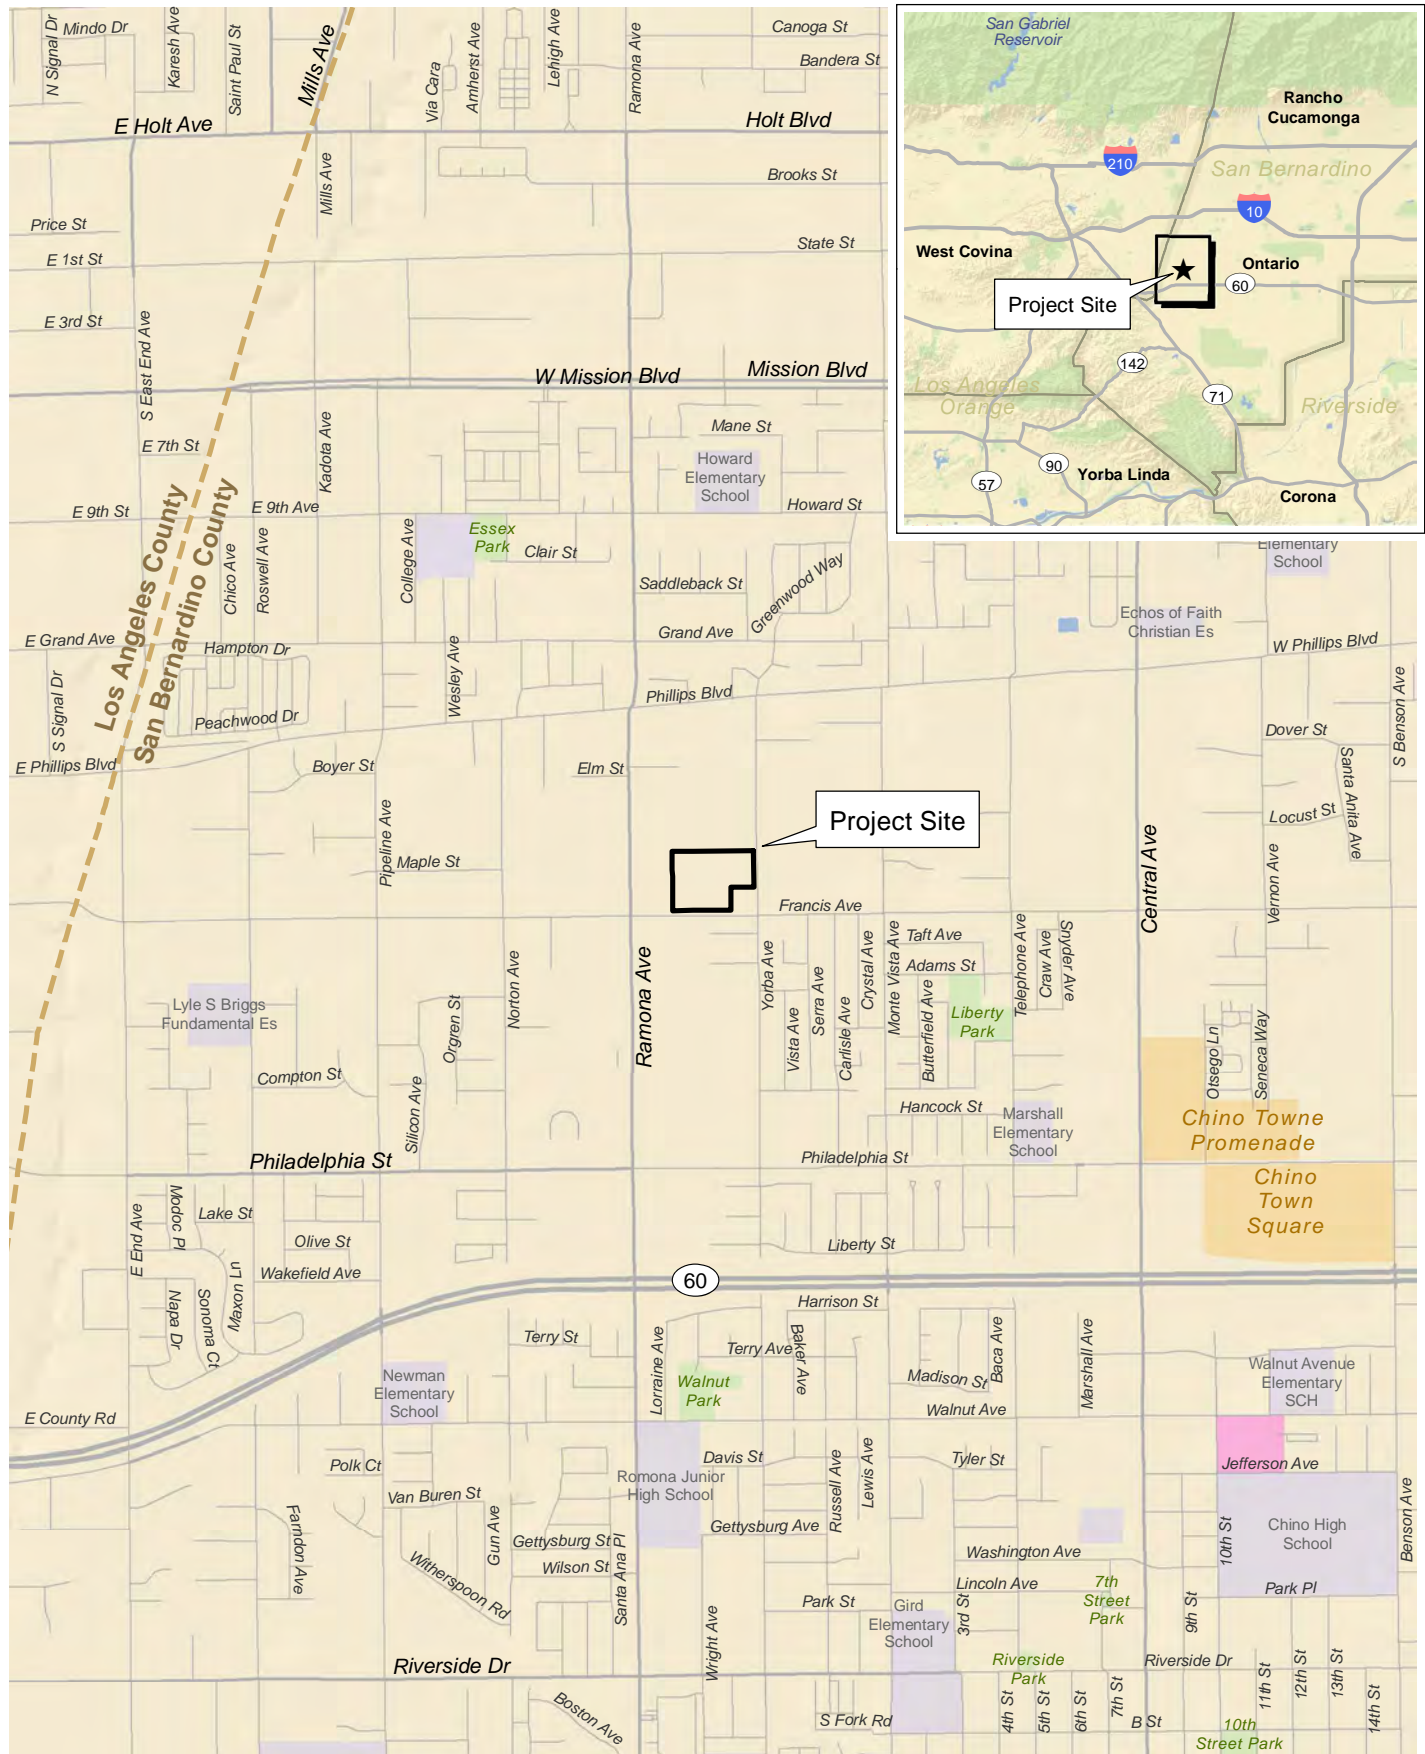 N Signal Dr
Mindo Dr
Karesh Ave
Saint Paul St
Mills Ave
Via Cara
Amherst Ave
Lehigh Ave
Ramona Ave
Canoga St
Bandera St
E Holt Ave
Holt Blvd
Mills Ave
Brooks St
Price St
State St
E 1st St
E 3rd St
S East End Ave
W Mission Blvd
Mission Blvd
Kadota Ave
Mane St
E 7th St
Howard
Elementary
School
E 9th St
E 9th Ave
Howard St
Los Angeles County
San Bernardino County
Chico Ave
Roswell Ave
College Ave
Essex
Park
Clair St
Saddleback St
Greenwood Way
Grand Ave
E Grand Ave
Hampton Dr
Wesley Ave
S Signal Dr
Peachwood Dr
Phillips Blvd
E Phillips Blvd
Boyer St
Elm St
Pipeline Ave
Maple St
Project Site
San Gabriel
Reservoir
Rancho
Cucamonga
210
San Bernardino
10
West Covina
Ontario
60
Project Site
142
71
Los Angeles
Orange
Riverside
90
57
Yorba Linda
Corona
Elementary
School
Echos of Faith
Christian Es
W Phillips Blvd
S Benson Ave
Dover St
Santa Anita Ave
Locust St
Central Ave
Vernon Ave
Francis Ave
Taft Ave
Adams St
Yorba Ave
Vista Ave
Serra Ave
Carlisle Ave
Crystal Ave
Monte Vista Ave
Butterfield Ave
Liberty
Park
Telephone Ave
Craw Ave
Snyder Ave
Ramona Ave
Norton Ave
Lyle S Briggs
Fundamental Es
Orgren St
Compton St
Silicon Ave
Otsego Ln
Seneca Way
Hancock St
Marshall
Elementary
School
Chino Towne
Promenade
Philadelphia St
Philadelphia St
Chino
Town
Square
E End Ave
Modoc Pl
Lake St
Olive St
Wakefield Ave
Liberty St
Napa Dr
Sonoma Ct
Maxon Ln
60
Harrison St
Terry St
Lorraine Ave
Terry Ave
Baker Ave
Baca Ave
Marshall Ave
Madison St
Walnut Ave
Walnut
Park
Walnut Avenue
Elementary
SCH
Newman
Elementary
School
E County Rd
Polk Ct
Davis St
Tyler St
Jefferson Ave
Romona Junior
High School
Russell Ave
Lewis Ave
Van Buren St
Farndon Ave
Gun Ave
Gettysburg St
Gettysburg Ave
Wilson St
Witherspoon Rd
Santa Ana Pl
Chino High
School
10th St
Benson Ave
Washington Ave
Lincoln Ave
7th
Street
Park
Park Pl
Park St
Gird
Elementary
School
3rd St
9th St
Wright Ave
Riverside Dr
Riverside
Park
Riverside Dr
Boston Ave
S Fork Rd
4th St
5th St
6th St
7th St
B St
11th St
12th St
13th St
14th St
10th
Street Park